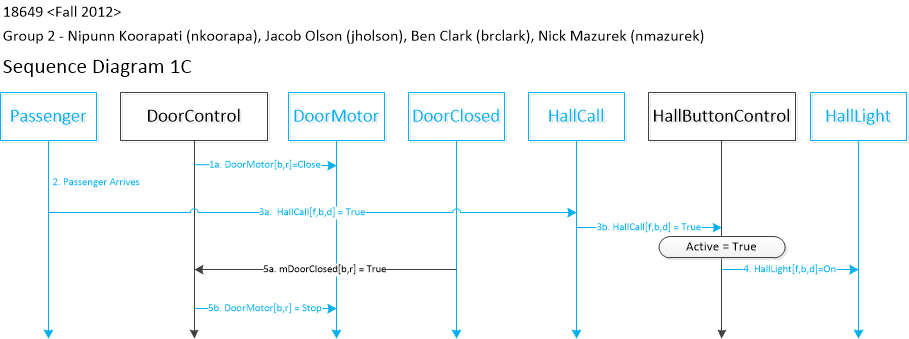 18649 <Fall 2012>
Group 2 - Nipunn Koorapati (nkoorapa), Jacob Olson (jholson), Ben Clark (brclark), Nick Mazurek (nmazurek)
Sequence Diagram 1C
Passenger
DoorControl
DoorMotor
DoorClosed
HallCall
HallButtonControl
HallLight
1a. DoorMotor[b,r]=Close
2. Passenger Arrives
3a. HallCall[f,b,d] = True
3b. HallCall[f,b,d] = True
Active = True
5a. mDoorClosed[b,r] = True
4. HallLight[f,b,d]=On
5b. DoorMotor[b,r] = Stop